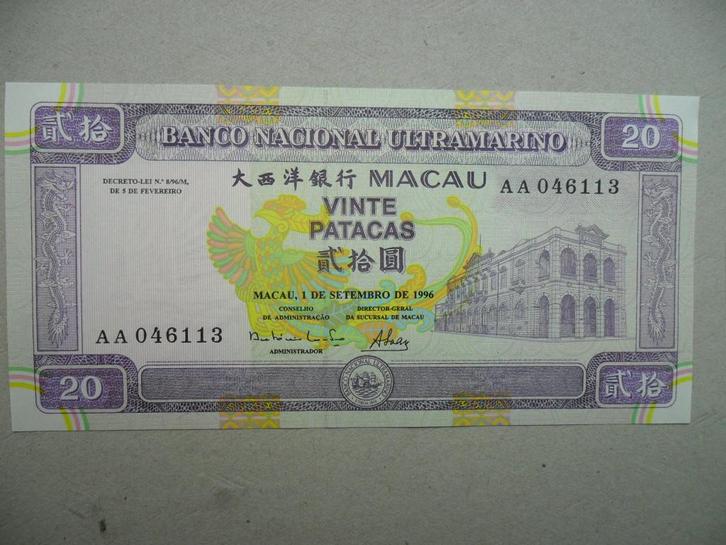 貳拾
BANCO NACIONAL ULTRAMARINO
20
DECRETO-LEI N.º 8/96/M,
DE 5 DE FEVEREIRO
大西洋銀行 MACAU
AA 046113
VINTE
PATACAS
貳拾圓
MACAU, 1 DE SETEMBRO DE 1996
CONSELHO
DE ADMINISTRAÇÃO
DIRECTOR-GERAL
DA SUCURSAL DE MACAU
AA 046113
ADMINISTRADOR
20
貳拾